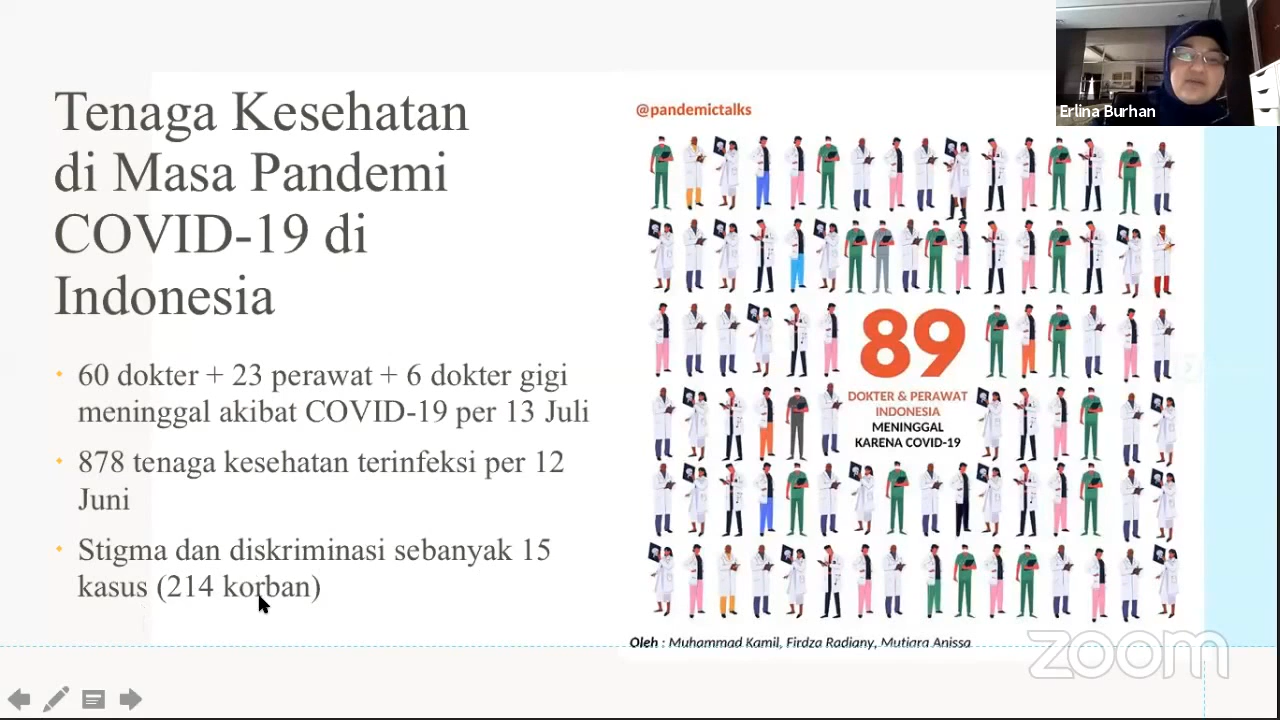 Tenaga Kesehatan
di Masa Pandemi
COVID-19 di
Indonesia
60 dokter + 23 perawat + 6 dokter gigi
meninggal akibat COVID-19 per 13 Juli
878 tenaga kesehatan terinfeksi per 12
Juni
Stigma dan diskriminasi sebanyak 15
kasus (214 korban)
@pandemictalks
89
DOKTER & PERAWAT
INDONESIA
MENINGGAL
KARENA COVID-19
Oleh : Muhammad Kamil, Firdza Radiany, Mutiara Anissa
Erlina Burhan
zoom